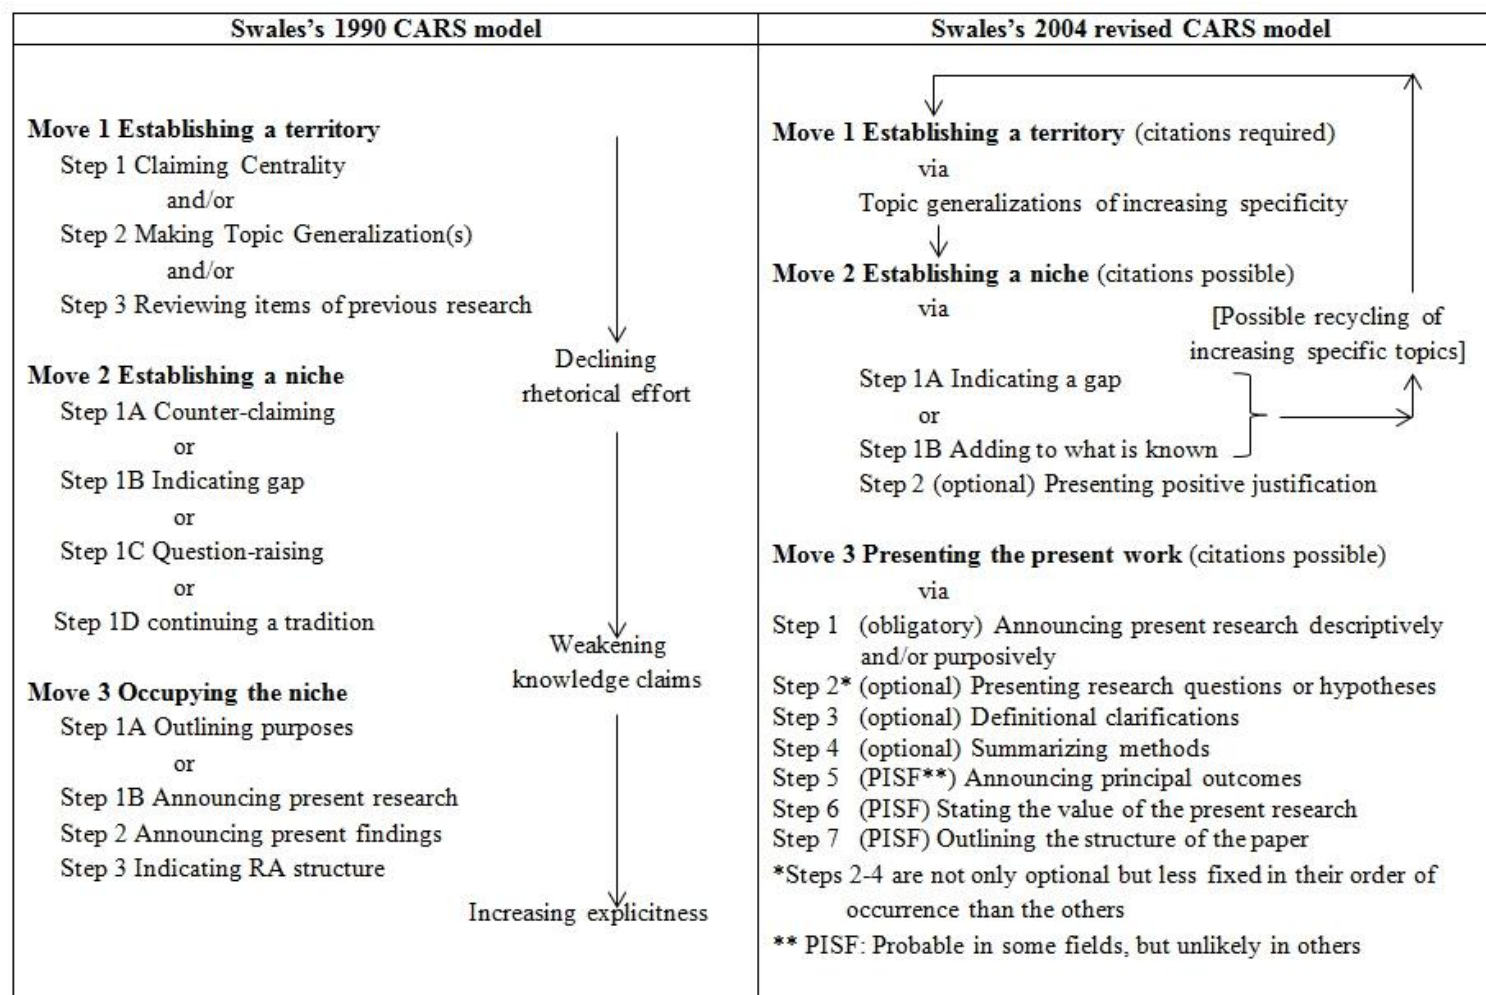 Swales's 1990 CARS model
Move 1 Establishing a territory
Step 1 Claiming Centrality
and/or
Step 2 Making Topic Generalization(s)
and/or
Step 3 Reviewing items of previous research
Declining
rhetorical effort
Move 2 Establishing a niche
Step 1A Counter-claiming
or
Step 1B Indicating gap
or
Step 1C Question-raising
or
Step 1D continuing a tradition
Weakening
knowledge claims
Move 3 Occupying the niche
Step 1A Outlining purposes
or
Step 1B Announcing present research
Step 2 Announcing present findings
Step 3 Indicating RA structure
Increasing explicitness
Swales's 2004 revised CARS model
Move 1 Establishing a territory (citations required)
via
Topic generalizations of increasing specificity
Move 2 Establishing a niche (citations possible)
via
[Possible recycling of
increasing specific topics]
Step 1A Indicating a gap
or
Step 1B Adding to what is known
Step 2 (optional) Presenting positive justification
Move 3 Presenting the present work (citations possible)
via
Step 1 (obligatory) Announcing present research descriptively
and/or purposively
Step 2* (optional) Presenting research questions or hypotheses
Step 3 (optional) Definitional clarifications
Step 4 (optional) Summarizing methods
Step 5 (PISF**) Announcing principal outcomes
Step 6 (PISF) Stating the value of the present research
Step 7 (PISF) Outlining the structure of the paper
*Steps 2-4 are not only optional but less fixed in their order of
occurrence than the others
** PISF: Probable in some fields, but unlikely in others